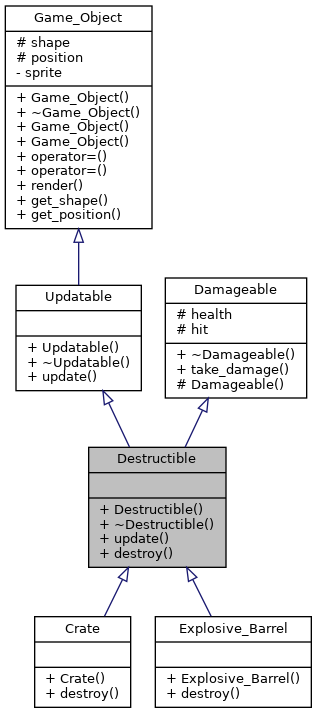 Game_Object
# shape
# position
- sprite
+ Game_Object()
+ ~Game_Object()
+ Game_Object()
+ Game_Object()
+ operator=()
+ operator=()
+ render()
+ get_shape()
+ get_position()
Updatable
+ Updatable()
+ ~Updatable()
+ update()
Damageable
# health
# hit
+ ~Damageable()
+ take_damage()
# Damageable()
Destructible
+ Destructible()
+ ~Destructible()
+ update()
+ destroy()
Crate
+ Crate()
+ destroy()
Explosive_Barrel
+ Explosive_Barrel()
+ destroy()